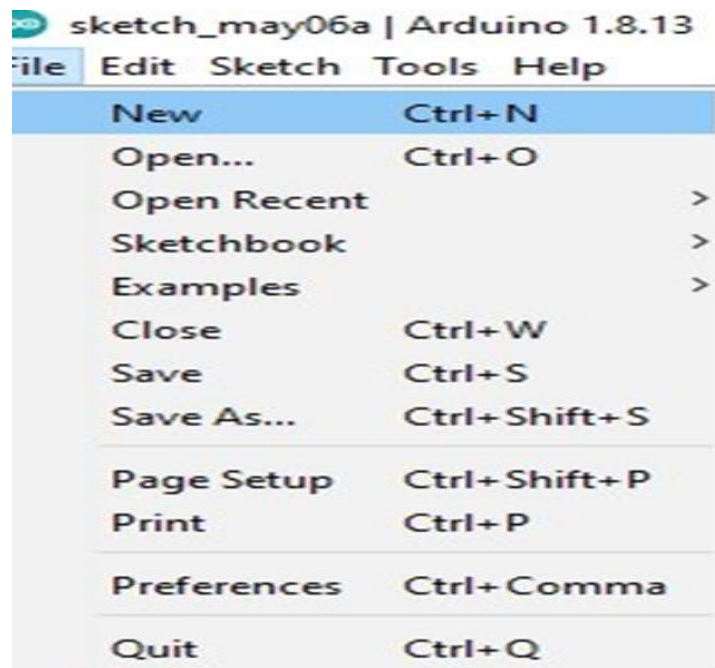 sketch_may06a | Arduino 1.8.13
File Edit Sketch Tools Help
New Ctrl+N
Open... Ctrl+O
Open Recent >
Sketchbook >
Examples >
Close Ctrl+W
Save Ctrl+S
Save As... Ctrl+Shift+S
Page Setup Ctrl+Shift+P
Print Ctrl+P
Preferences Ctrl+Comma
Quit Ctrl+Q